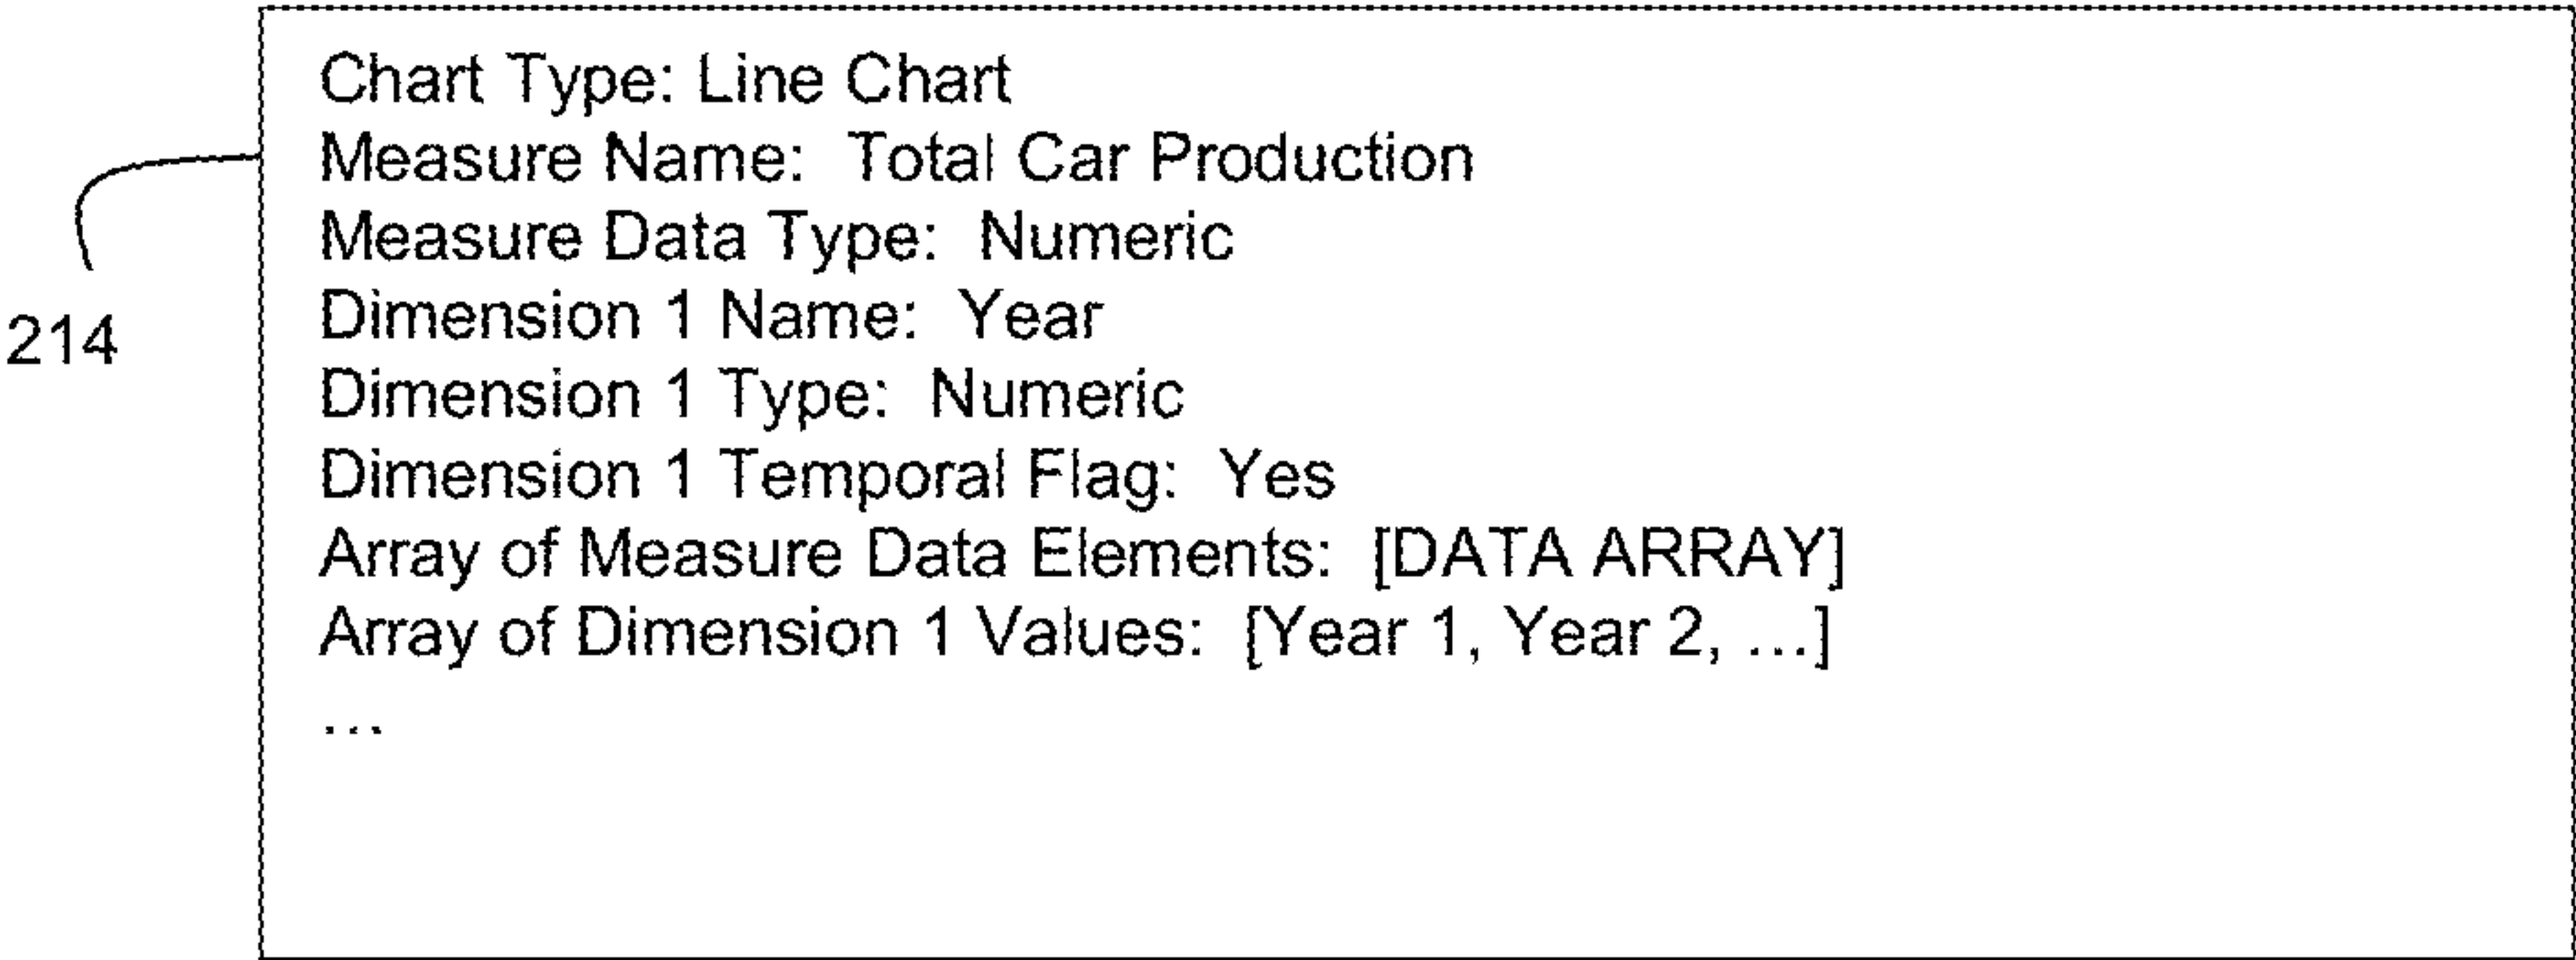 Chart Type: Line Chart
Measure Name: Total Car Production
Measure Data Type: Numeric
Dimension 1 Name: Year
Dimension 1 Type: Numeric
Dimension 1 Temporal Flag: Yes
Array of Measure Data Elements: [DATA ARRAY]
Array of Dimension 1 Values: [Year 1, Year 2, ...]
...
214